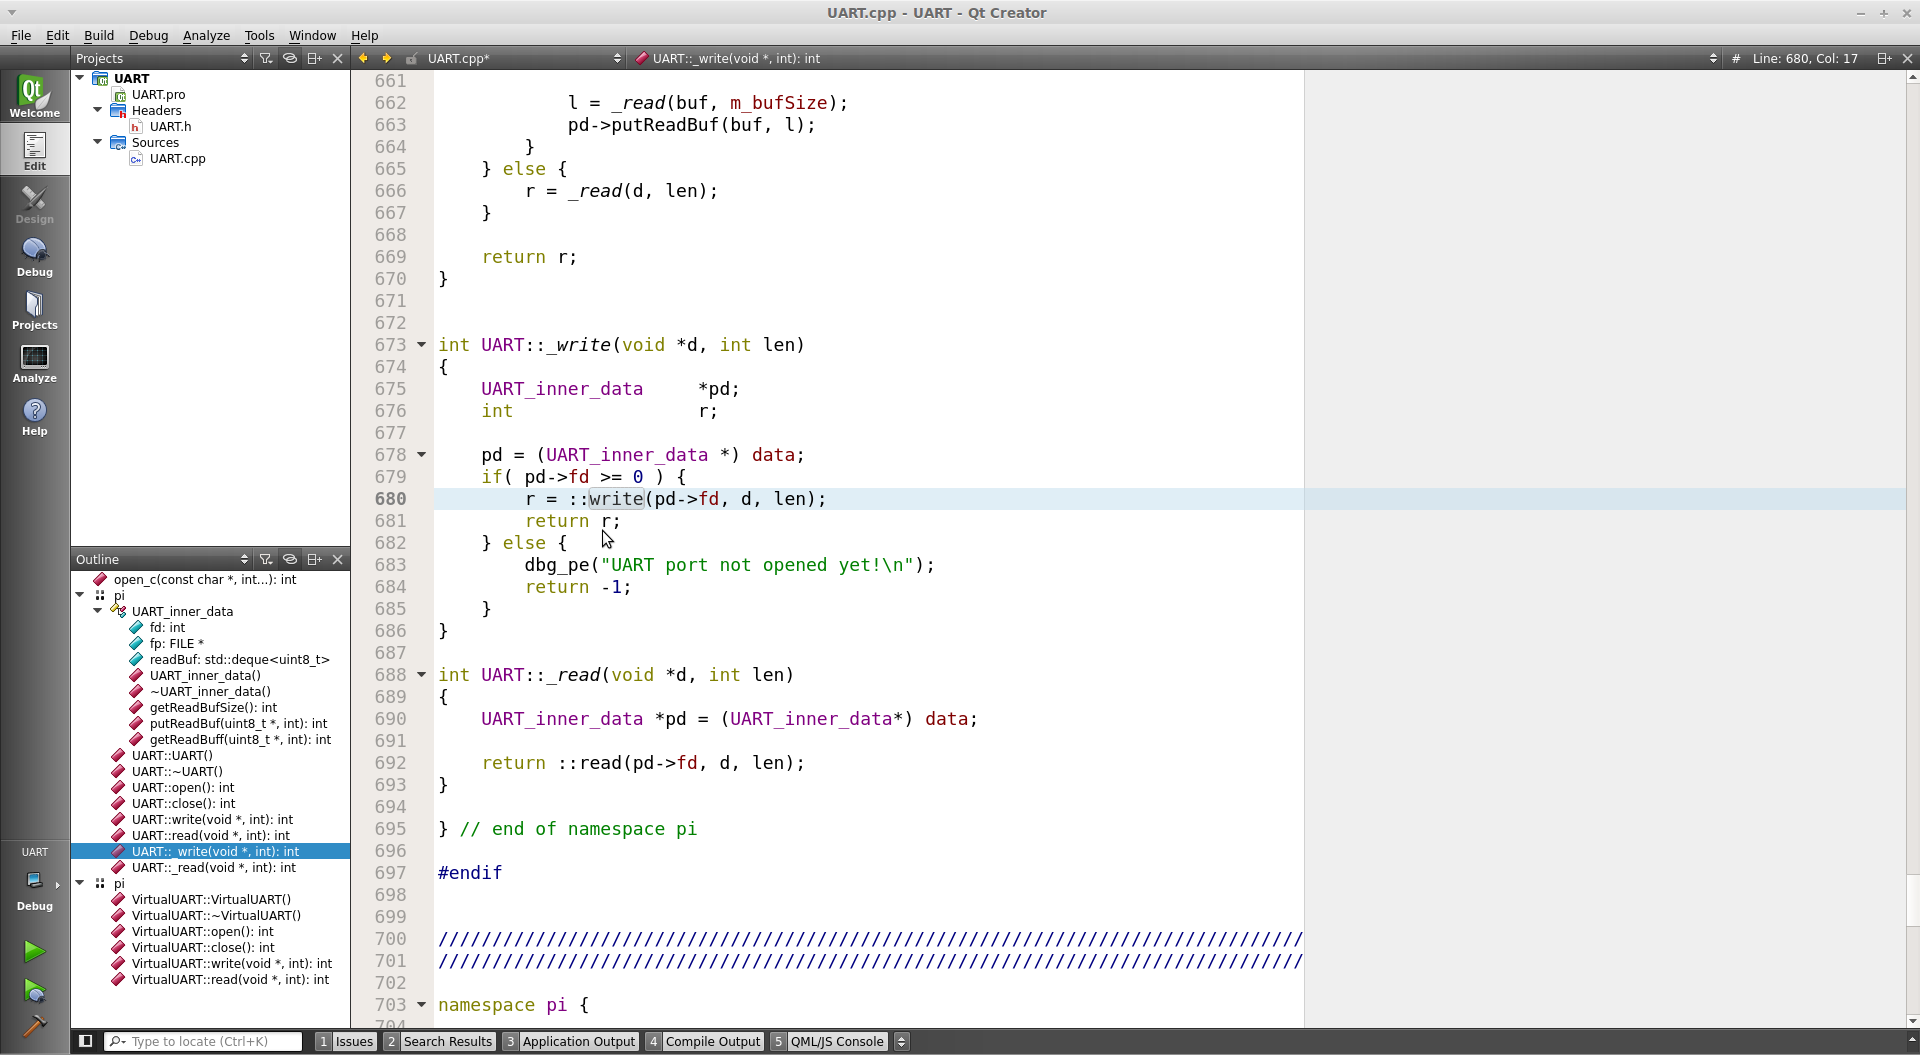 UART.cpp - UART - Qt Creator
File Edit Build Debug Analyze Tools Window Help
Projects
UART.cpp*
UART::_write(void *, int): int
# Line: 680, Col: 17
Qt
Welcome
Edit
Design
Debug
Projects
Analyze
Help
UART
Debug
UART
UART.pro
Headers
UART.h
Sources
UART.cpp
Outline
open_c(const char *, int...): int
pi
UART_inner_data
fd: int
fp: FILE *
readBuf: std::deque<uint8_t>
UART_inner_data()
~UART_inner_data()
getReadBufSize(): int
putReadBuf(uint8_t *, int): int
getReadBuff(uint8_t *, int): int
UART::UART()
UART::~UART()
UART::open(): int
UART::close(): int
UART::write(void *, int): int
UART::read(void *, int): int
UART::_write(void *, int): int
UART::_read(void *, int): int
pi
VirtualUART::VirtualUART()
VirtualUART::~VirtualUART()
VirtualUART::open(): int
VirtualUART::close(): int
VirtualUART::write(void *, int): int
VirtualUART::read(void *, int): int
661
662             l = _read(buf, m_bufSize);
663             pd->putReadBuf(buf, l);
664         }
665     } else {
666         r = _read(d, len);
667     }
668
669     return r;
670 }
671
672
673 int UART::_write(void *d, int len)
674 {
675     UART_inner_data     *pd;
676     int                 r;
677
678     pd = (UART_inner_data *) data;
679     if( pd->fd >= 0 ) {
680         r = ::write(pd->fd, d, len);
681         return r;
682     } else {
683         dbg_pe("UART port not opened yet!\n");
684         return -1;
685     }
686 }
687
688 int UART::_read(void *d, int len)
689 {
690     UART_inner_data *pd = (UART_inner_data*) data;
691
692     return ::read(pd->fd, d, len);
693 }
694
695 } // end of namespace pi
696
697 #endif
698
699
700 ////////////////////////////////////////////////////////////////////////////////
701 ////////////////////////////////////////////////////////////////////////////////
702
703 namespace pi {
704
Type to locate (Ctrl+K)
1 Issues
2 Search Results
3 Application Output
4 Compile Output
5 QML/JS Console